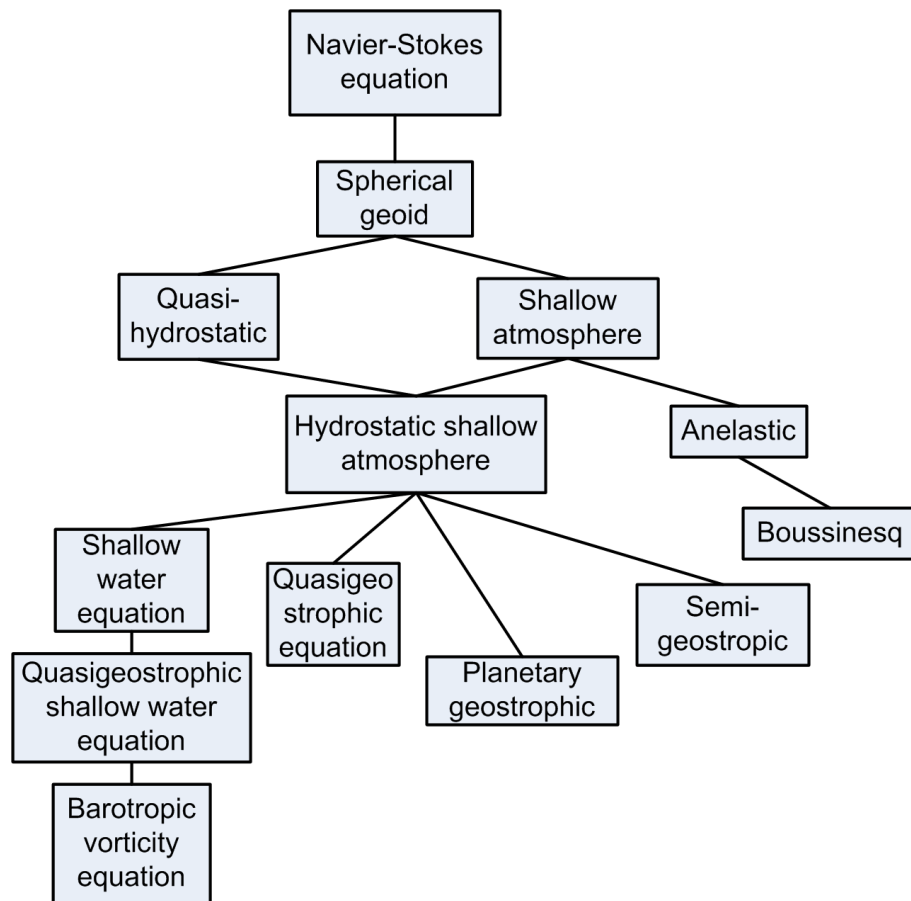 Navier-Stokes
equation
Spherical
geoid
Quasi-
hydrostatic
Shallow
atmosphere
Hydrostatic shallow
atmosphere
Anelastic
Boussinesq
Shallow
water
equation
Quasigeo
strophic
equation
Planetary
geostrophic
Semi-
geostropic
Quasigeostrophic
shallow water
equation
Barotropic
vorticity
equation